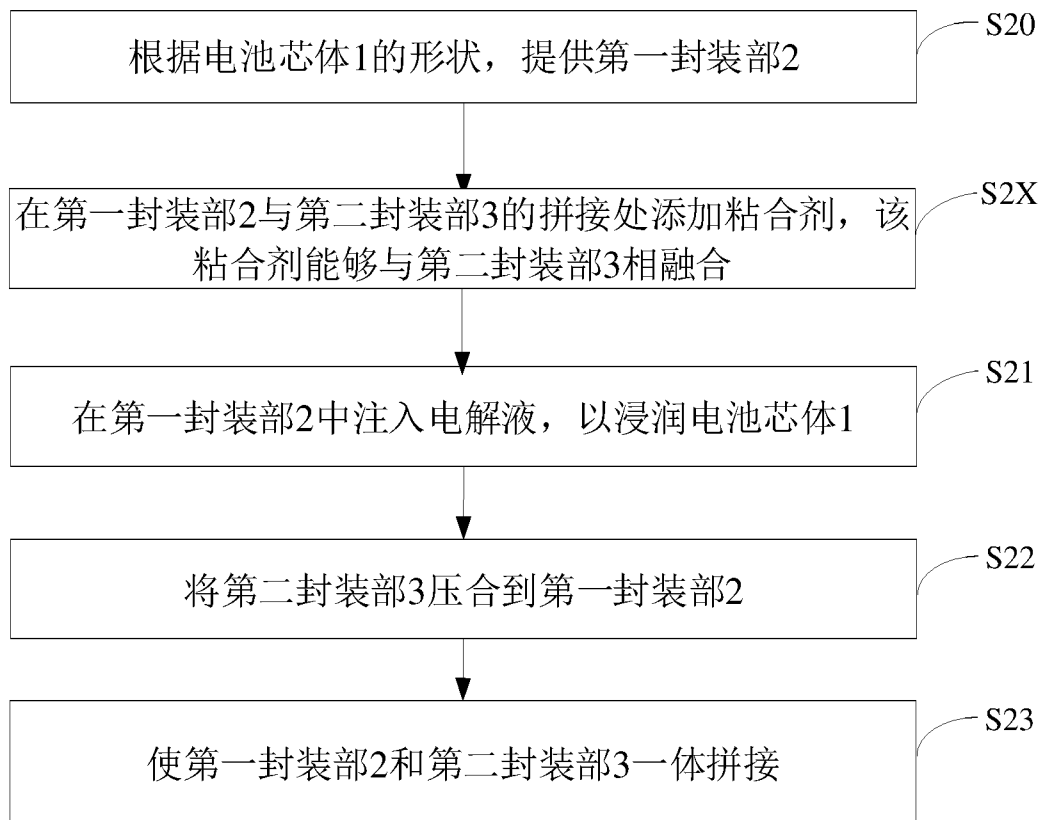 根据电池芯体1的形状，提供第一封装部2
S20
在第一封装部2与第二封装部3的拼接处添加粘合剂，该
粘合剂能够与第二封装部3相融合
S2X
在第一封装部2中注入电解液，以浸润电池芯体1
S21
将第二封装部3压合到第一封装部2
S22
使第一封装部2和第二封装部3一体拼接
S23